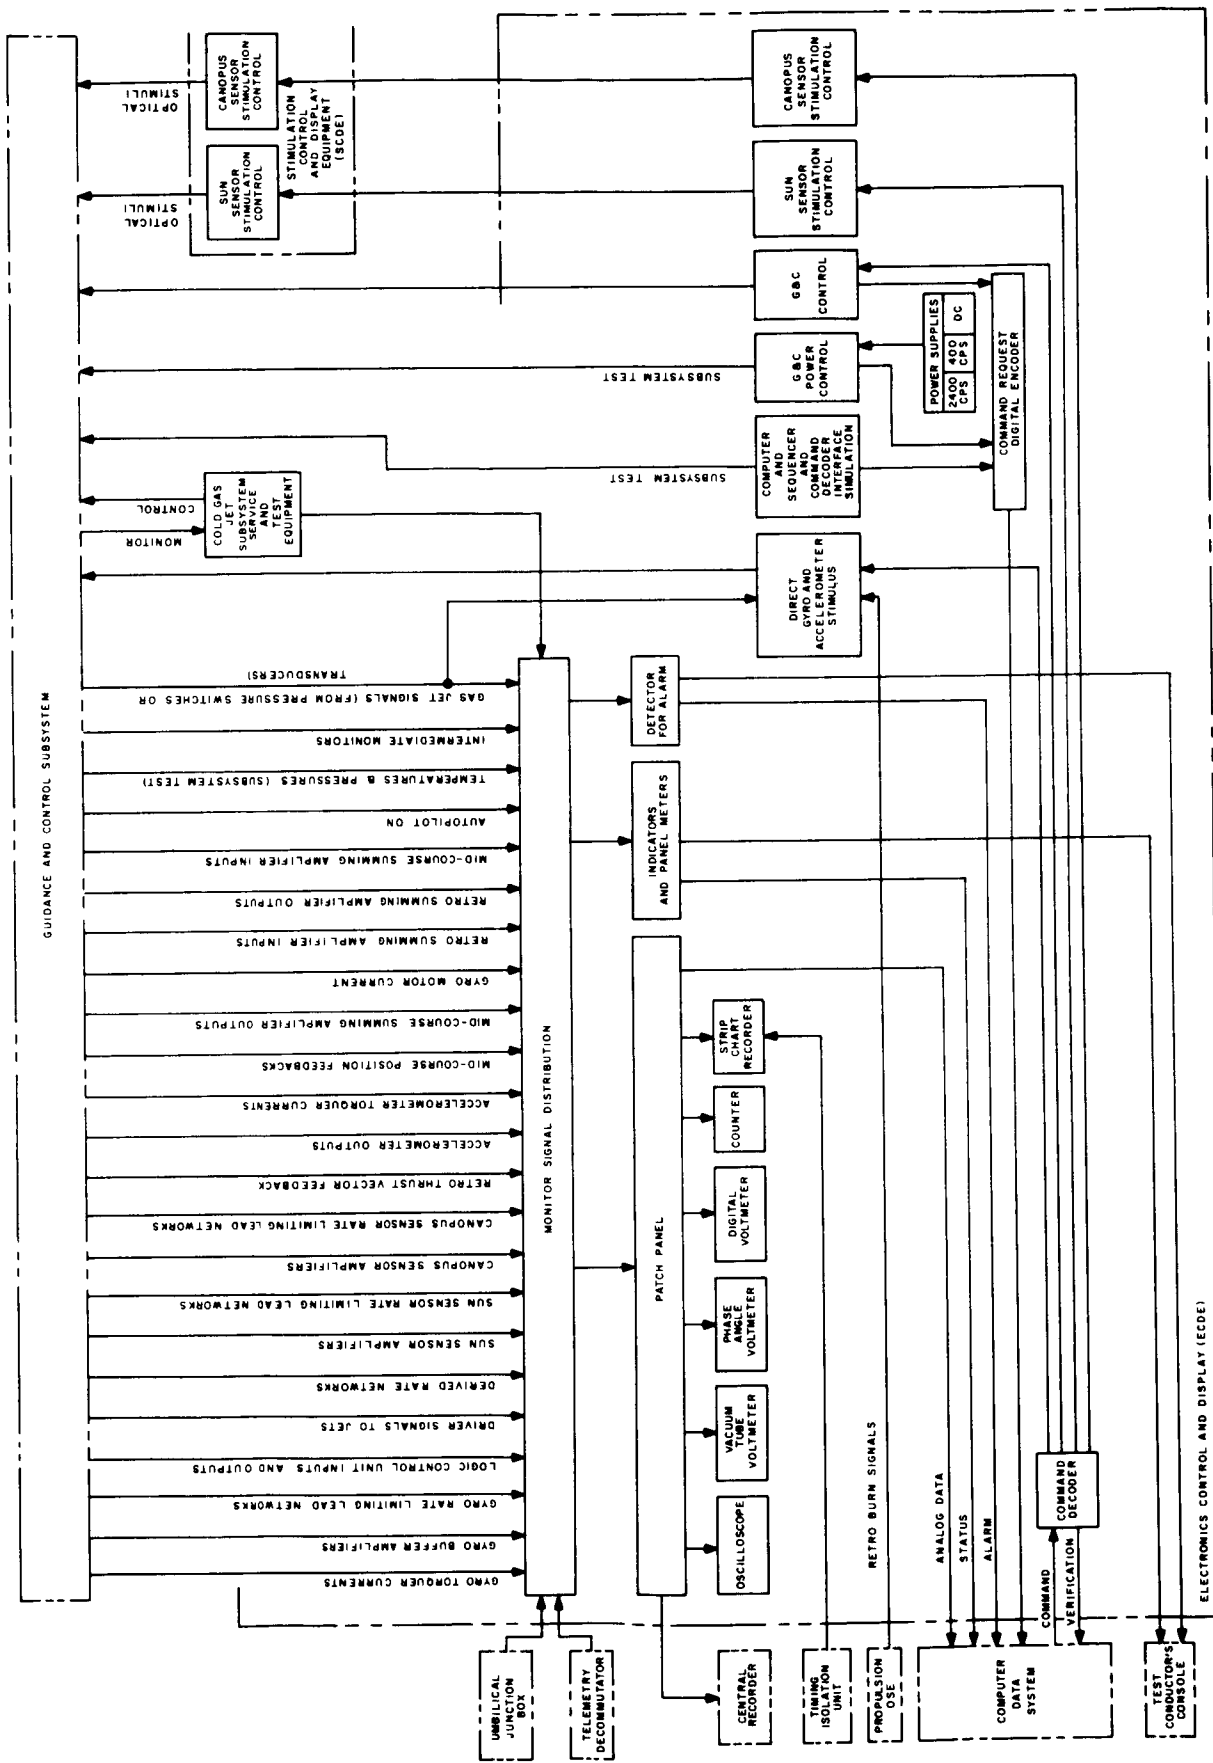 GUIDANCE AND CONTROL SUBSYSTEM
GYRO TORQUER CURRENTS
GYRO BUFFER AMPLIFIERS
GYRO RATE LIMITING LEAD NETWORKS
LOGIC CONTROL UNIT INPUTS AND OUTPUTS
DRIVER SIGNALS TO JETS
DERIVED RATE NETWORKS
SUN SENSOR AMPLIFIERS
SUN SENSOR RATE LIMITING LEAD NETWORKS
CANOPUS SENSOR AMPLIFIERS
CANOPUS SENSOR RATE LIMITING LEAD NETWORKS
RETRO THRUST VECTOR FEEDBACK
ACCELEROMETER OUTPUTS
ACCELEROMETER TORQUER CURRENTS
MID-COURSE POSITION FEEDBACKS
MID-COURSE SUMMING AMPLIFIER OUTPUTS
GYRO MOTOR CURRENT
RETRO SUMMING AMPLIFIER INPUTS
RETRO SUMMING AMPLIFIER OUTPUTS
MID-COURSE SUMMING AMPLIFIER INPUTS
AUTOPILOT ON
TEMPERATURES & PRESSURES (SUBSYSTEM TEST)
INTERMEDIATE MONITORS
GAS JET SIGNALS (FROM PRESSURE SWITCHES OR
TRANSDUCERS)
MONITOR
CONTROL
COLD GAS
JET
SUBSYSTEM
SERVICE
AND
TEST
EQUIPMENT
OPTICAL
STIMULI
OPTICAL
STIMULI
SUN
SENSOR
STIMULATION
CONTROL
CANOPUS
SENSOR
STIMULATION
CONTROL
STIMULATION
CONTROL
AND DISPLAY
EQUIPMENT
(SCDE)
UMBILICAL
JUNCTION
BOX
TELEMETRY
DECOMMUTATOR
MONITOR SIGNAL DISTRIBUTION
PATCH PANEL
INDICATORS
AND PANEL METERS
DETECTOR
FOR ALARM
DIRECT
GYRO AND
ACCELEROMETER
STIMULUS
SUBSYSTEM TEST
COMPUTER
AND
SEQUENCER
AND
COMMAND
DECODER
INTERFACE
SIMULATION
SUBSYSTEM TEST
G&C
POWER
CONTROL
G&C
CONTROL
SUN
SENSOR
STIMULATION
CONTROL
CANOPUS
SENSOR
STIMULATION
CONTROL
CENTRAL
RECORDER
OSCILLOSCOPE
VACUUM
TUBE
VOLTMETER
PHASE
ANGLE
VOLTMETER
DIGITAL
VOLTMETER
COUNTER
STRIP
CHART
RECORDER
TIMING
ISOLATION
UNIT
PROPULSION
OSE
RETRO BURN SIGNALS
POWER SUPPLIES
2400
CPS
400
CPS
DC
COMMAND REQUEST
DIGITAL ENCODER
COMPUTER
DATA
SYSTEM
ANALOG DATA
STATUS
ALARM
COMMAND
VERIFICATION
COMMAND
DECODER
TEST
CONDUCTOR'S
CONSOLE
ELECTRONICS CONTROL AND DISPLAY (ECDE)